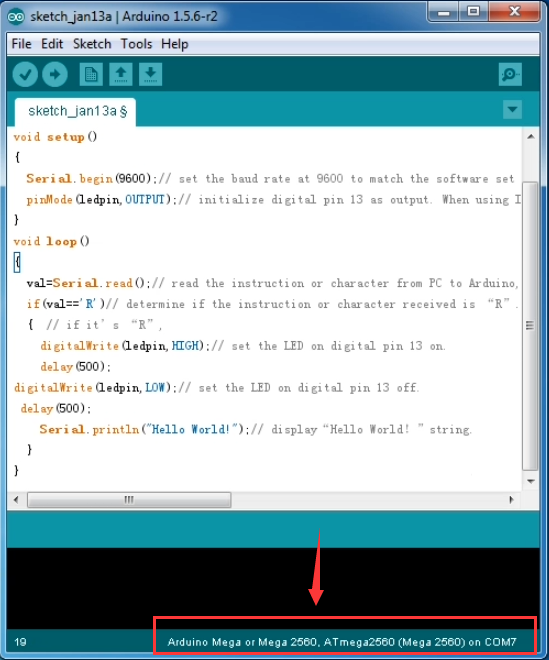 sketch_jan13a | Arduino 1.5.6-r2
File Edit Sketch Tools Help
sketch_jan13a §
void setup()
{
Serial.begin(9600);// set the baud rate at 9600 to match the software set
pinMode(ledpin,OUTPUT);// initialize digital pin 13 as output. When using I
}
void loop()
{
val=Serial.read();// read the instruction or character from PC to Arduino,
if(val=='R')// determine if the instruction or character received is “R”.
{ // if it’s “R”,
digitalWrite(ledpin,HIGH);// set the LED on digital pin 13 on.
delay(500);
digitalWrite(ledpin,LOW);// set the LED on digital pin 13 off.
delay(500);
Serial.println("Hello World!");// display“Hello World! ” string.
}
}
19 Arduino Mega or Mega 2560, ATmega2560 (Mega 2560) on COM7